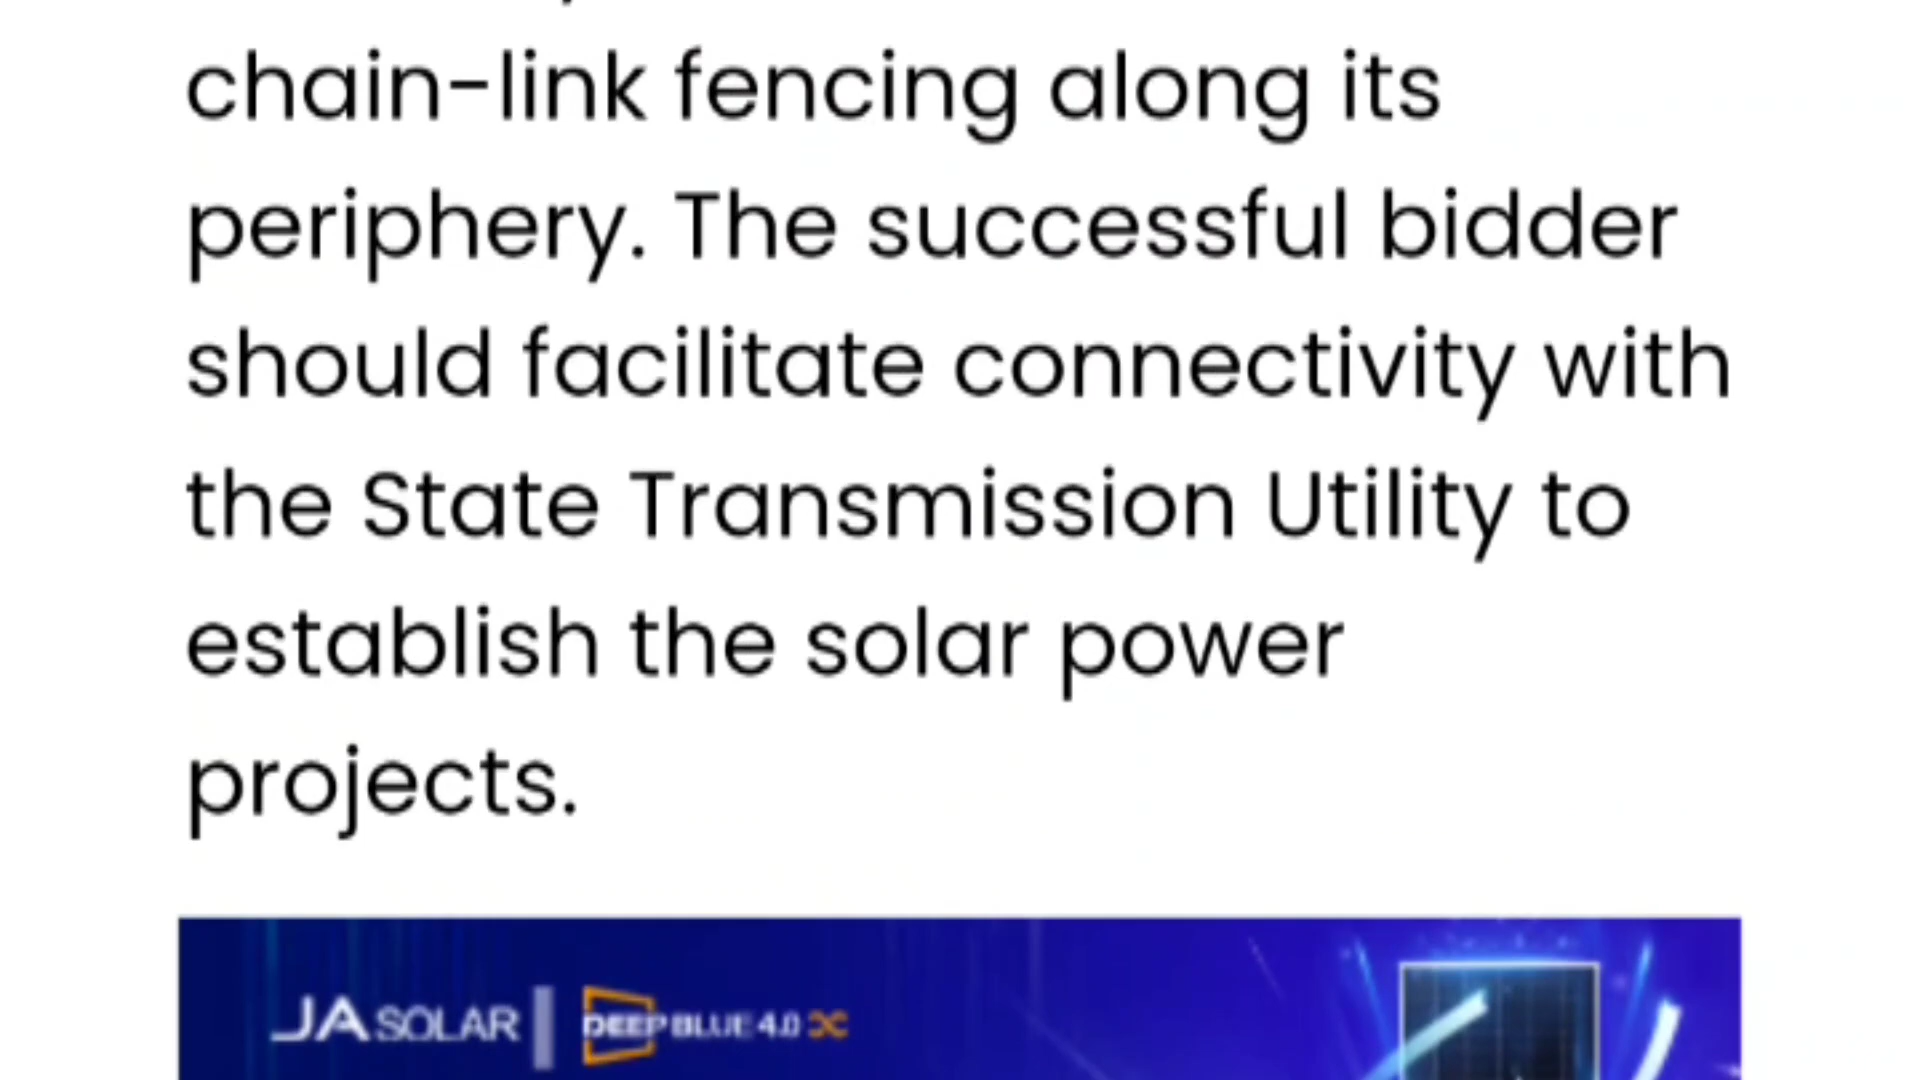 chain-link fencing along its
periphery. The successful bidder
should facilitate connectivity with
the State Transmission Utility to
establish the solar power
projects.
JA SOLAR DEEP BLUE 4.0 X